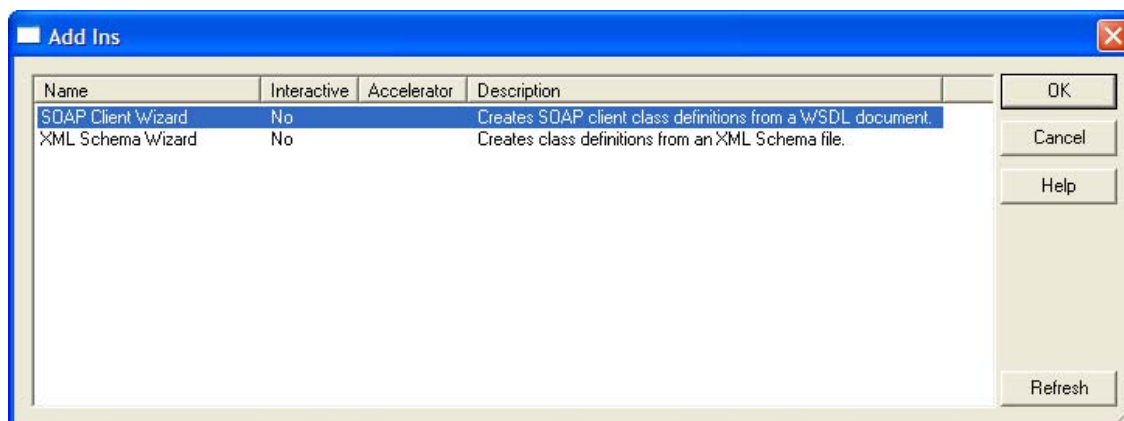 Add Ins
Name Interactive Accelerator Description
SOAP Client Wizard No Creates SOAP client class definitions from a WSDL document.
XML Schema Wizard No Creates class definitions from an XML Schema file.
OK
Cancel
Help
Refresh